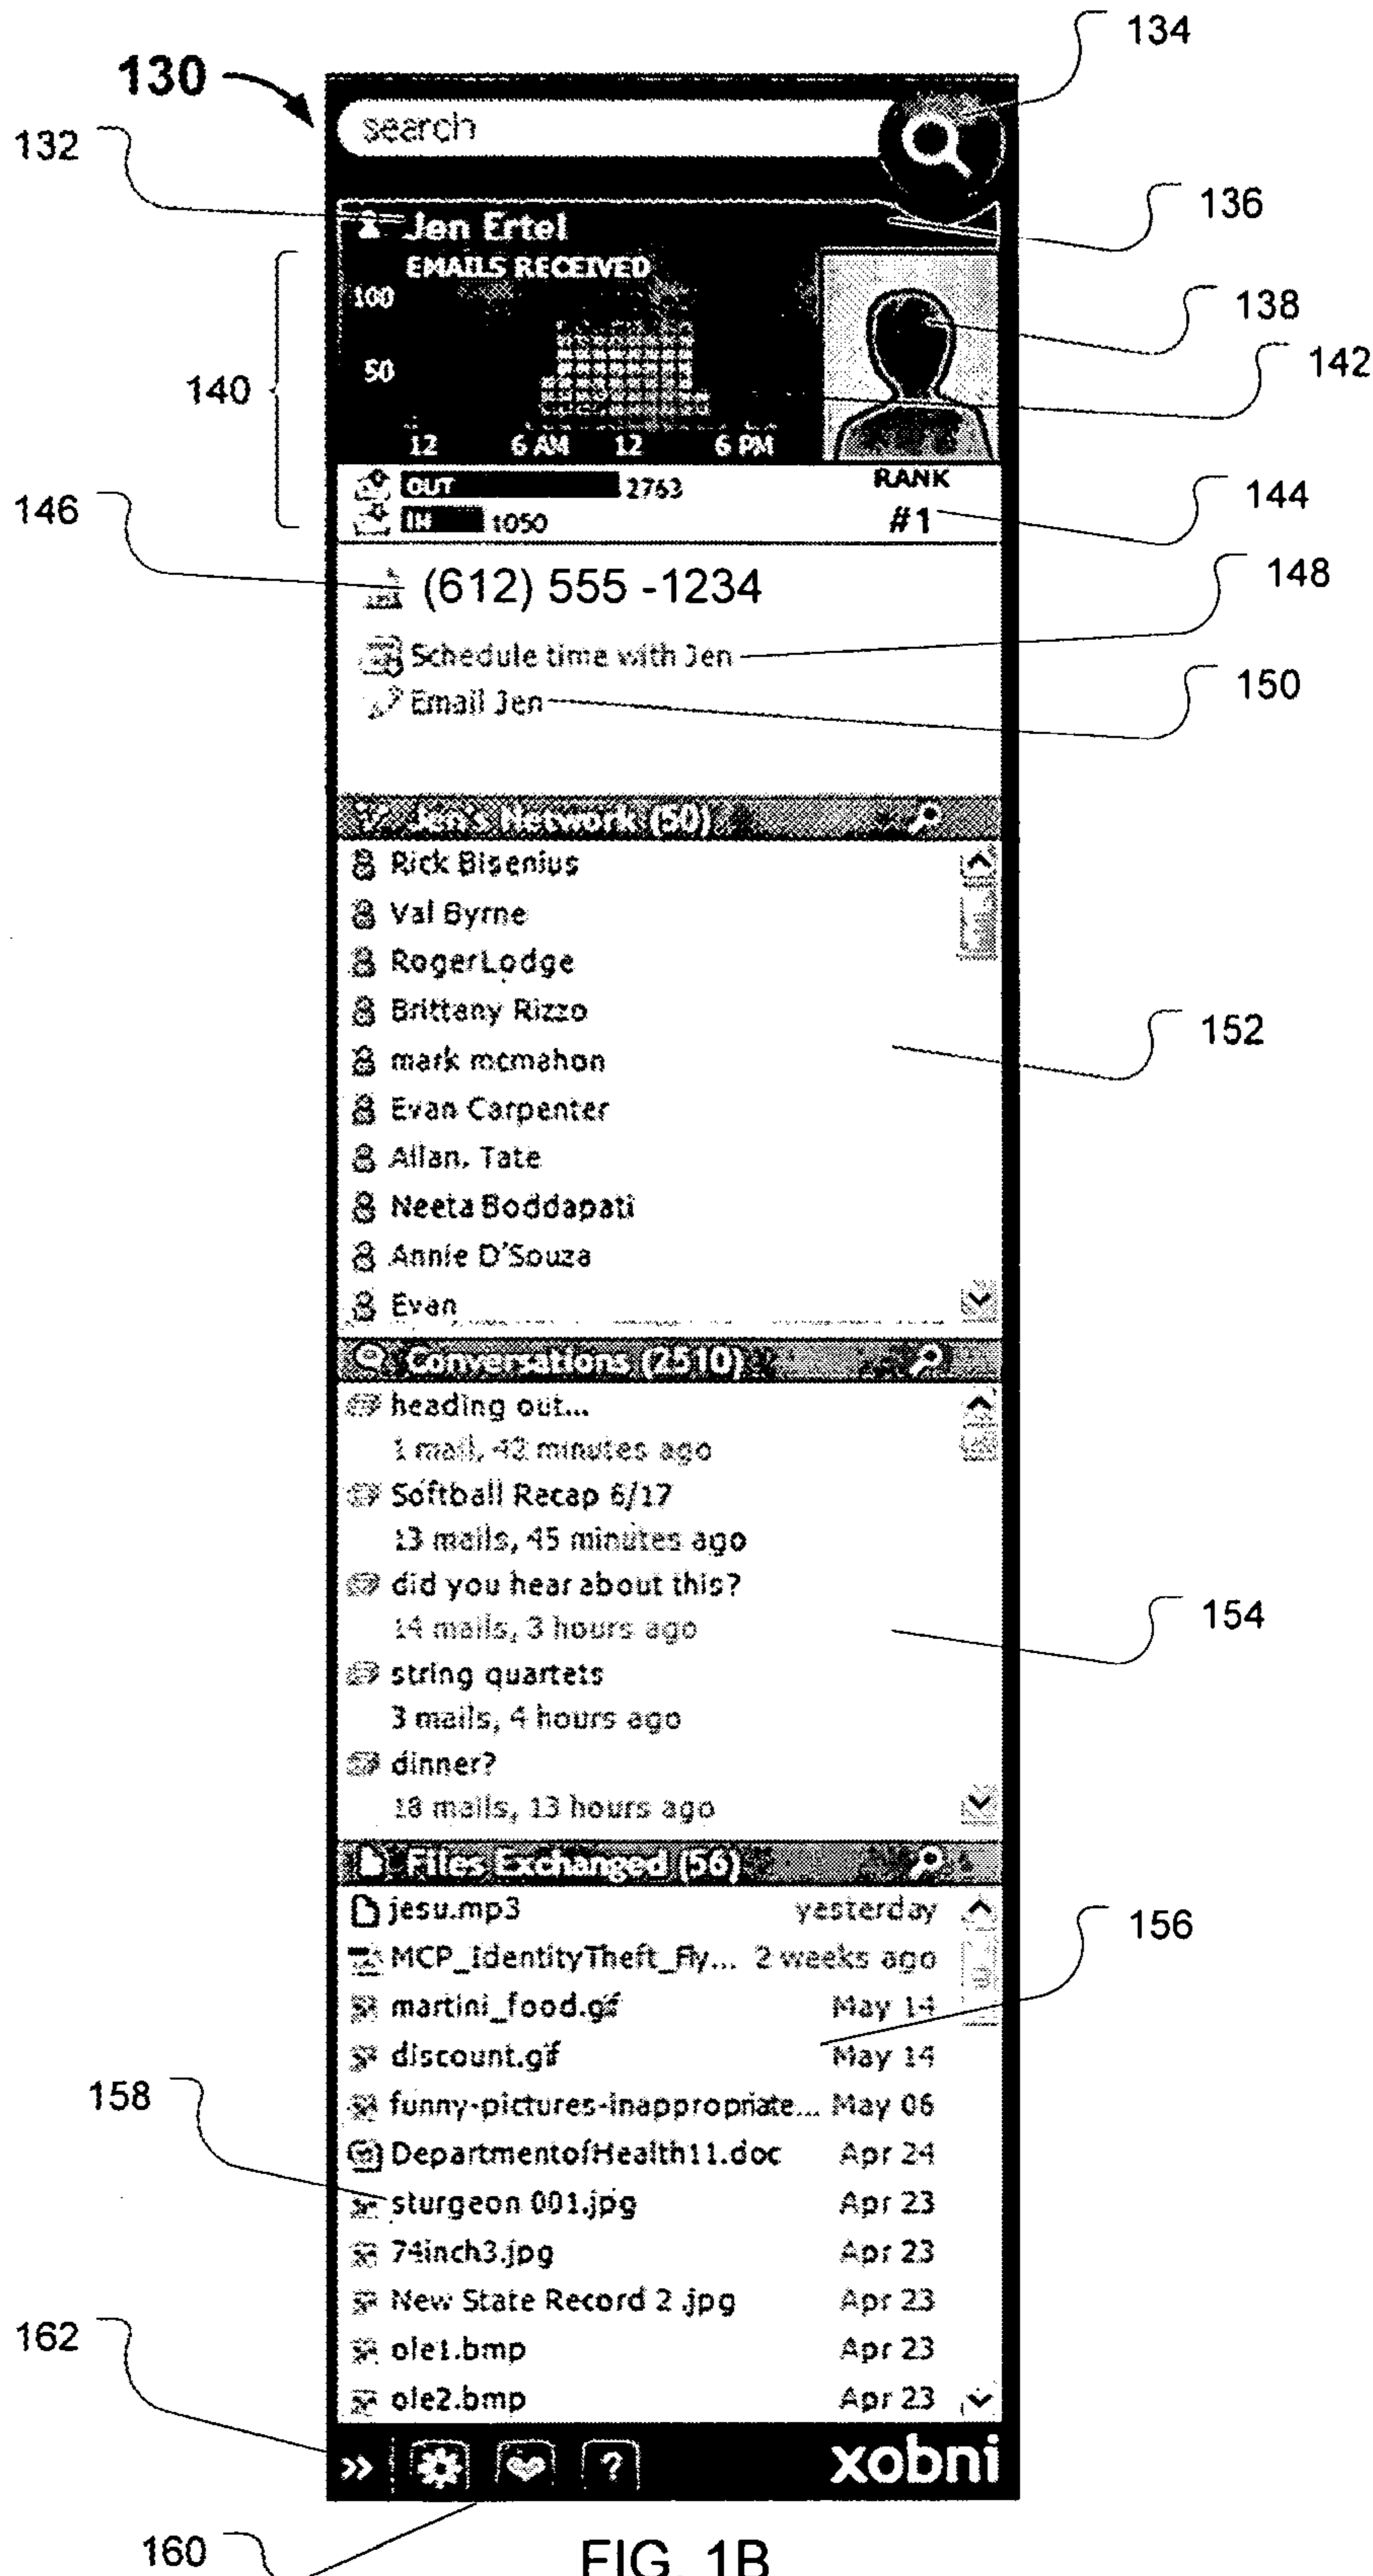 134
130
search
132
136
Jen Ertel
EMAILS RECEIVED
100
138
50
142
140
12 6 AM 12 6 PM
RANK
OUT 2763
144
146
IN 1050
#1
(612) 555 -1234
148
Schedule time with Jen
150
Email Jen
Jen's Network (50)
Rick Bisenius
Val Byrne
RogerLodge
Brittany Rizzo
152
mark mcmahon
Evan Carpenter
Allan. Tate
Neeta Boddapati
Annie D'Souza
Evan
Conversations (2510)
heading out...
1 mail, 42 minutes ago
Softball Recap 6/17
13 mails, 45 minutes ago
did you hear about this?
154
14 mails, 3 hours ago
string quartets
3 mails, 4 hours ago
dinner?
18 mails, 13 hours ago
Files Exchanged (56)
jesu.mp3 yesterday
156
MCP_IdentityTheft_Fly... 2 weeks ago
martini_food.gif May 14
discount.gif May 14
158
funny-pictures-inappropriate... May 06
DepartmentofHealth11.doc Apr 24
sturgeon 001.jpg Apr 23
74inch3.jpg Apr 23
New State Record 2 .jpg Apr 23
162
ole1.bmp Apr 23
ole2.bmp Apr 23
» ? xobni
160
FIG. 1B